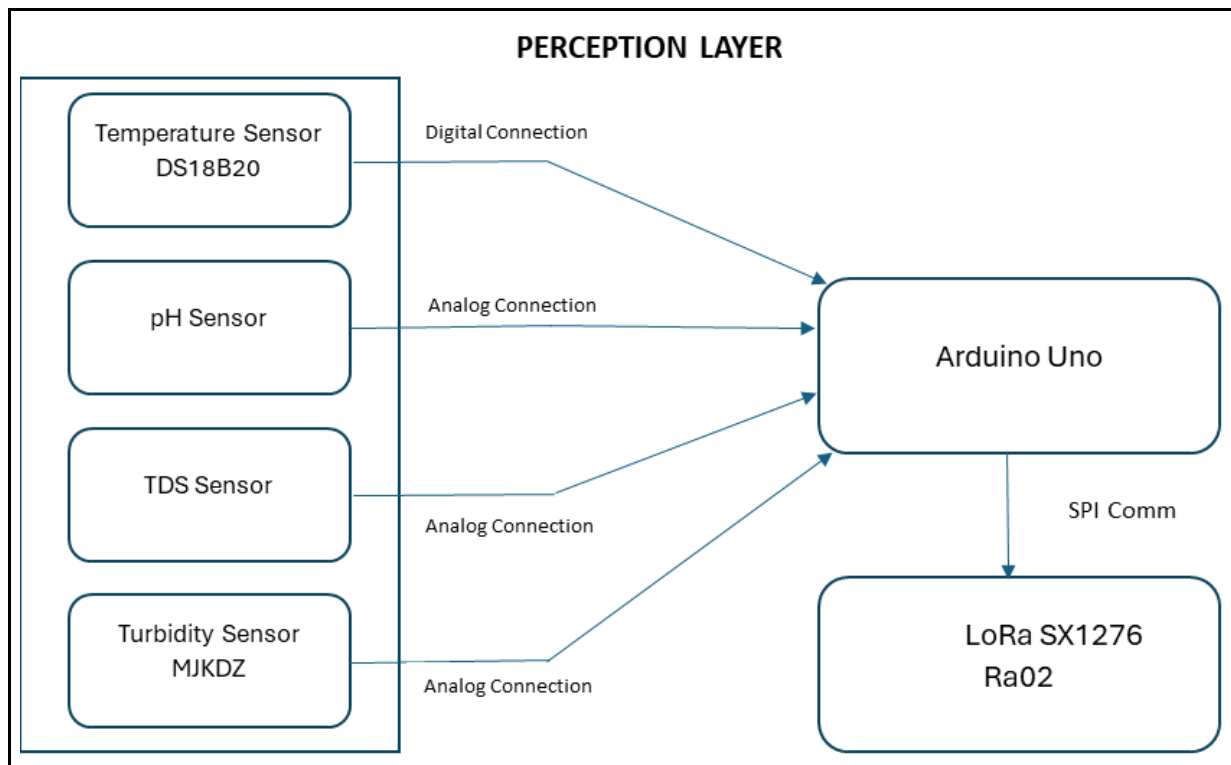 PERCEPTION LAYER
Temperature Sensor
DS18B20
Digital Connection
pH Sensor
Analog Connection
Arduino Uno
TDS Sensor
Analog Connection
SPI Comm
Turbidity Sensor
MJKDZ
Analog Connection
LoRa SX1276
Ra02